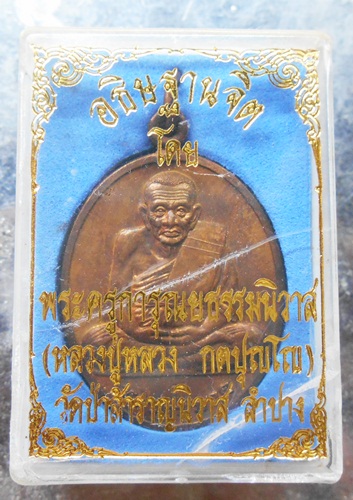 อธิษฐานจิต
โดย
พระครูการุณยธรรมนิวาส
(หลวงปู่หลวง กตปุญโญ)
วัดป่าสำราญนิวาส ลำปาง